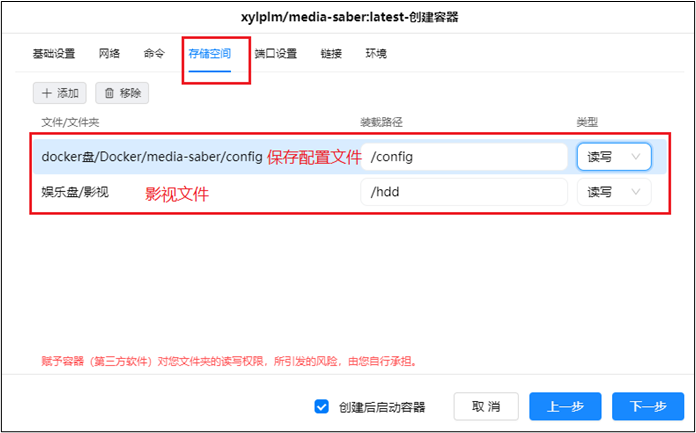 xylplm/media-saber:latest-创建容器
基础设置 网络 命令 存储空间 端口设置 链接 环境
添加 移除
文件/文件夹 装载路径 类型
docker盘/Docker/media-saber/config 保存配置文件 /config 读写
娱乐盘/影视 影视文件 /hdd 读写
赋予容器（第三方软件）对您文件夹的读写权限，所引发的风险，由您自行承担。
创建后启动容器 取消 上一步 下一步